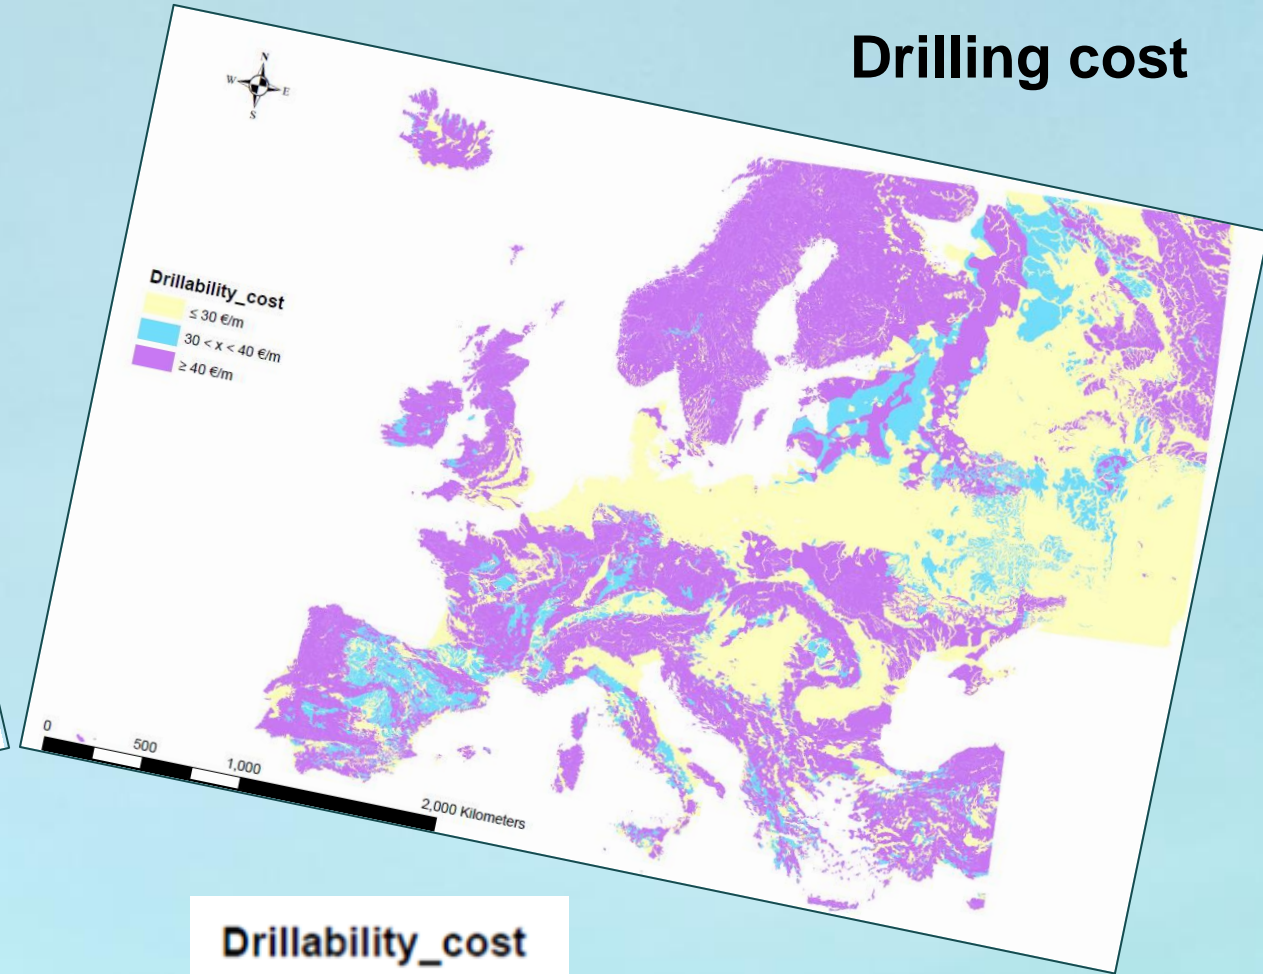 Drilling cost
N
W
E
S
Drillability_cost
≤ 30 €/m
30 < x < 40 €/m
≥ 40 €/m
0
500
1,000
2,000 Kilometers
Drillability_cost